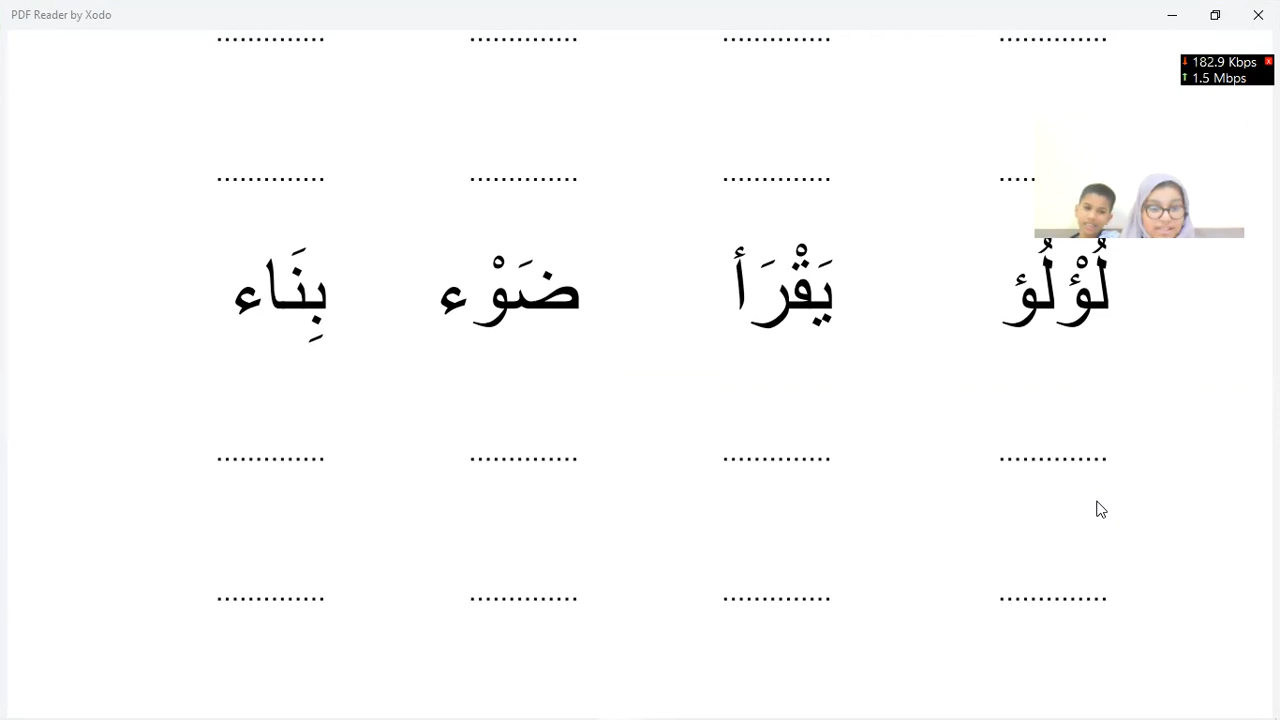 PDF Reader by Xodo
..............  ..............  ..............  ..............
182.9 Kbps x
1.5 Mbps
..............  ..............  ..............  .....
لُؤْلُؤ يَقْرَأ ضَوْء بِنَاء
..............  ..............  ..............  ..............
..............  ..............  ..............  ..............